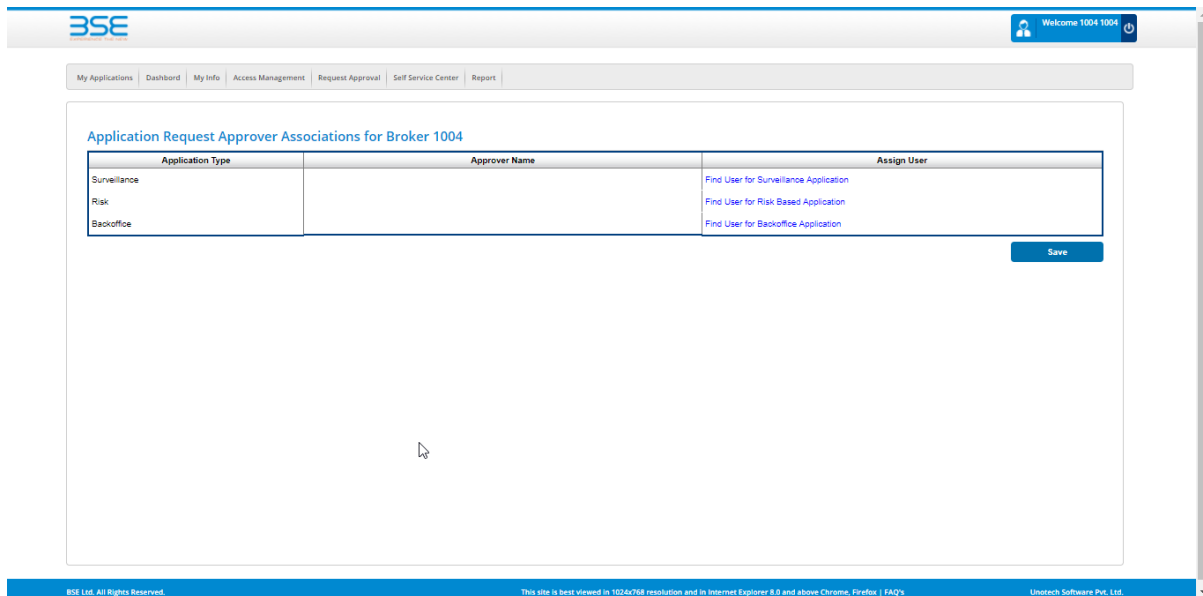 BSE
EXPERIENCE THE NEW
Welcome 1004 1004
My Applications Dashbord My Info Access Management Request Approval Self Service Center Report
Application Request Approver Associations for Broker 1004
Application Type Approver Name Assign User
Surveillance Find User for Surveillance Application
Risk Find User for Risk Based Application
Backoffice Find User for Backoffice Application
Save
BSE Ltd. All Rights Reserved. This site is best viewed in 1024x768 resolution and in Internet Explorer 8.0 and above Chrome, Firefox | FAQ's Unotech Software Pvt. Ltd.